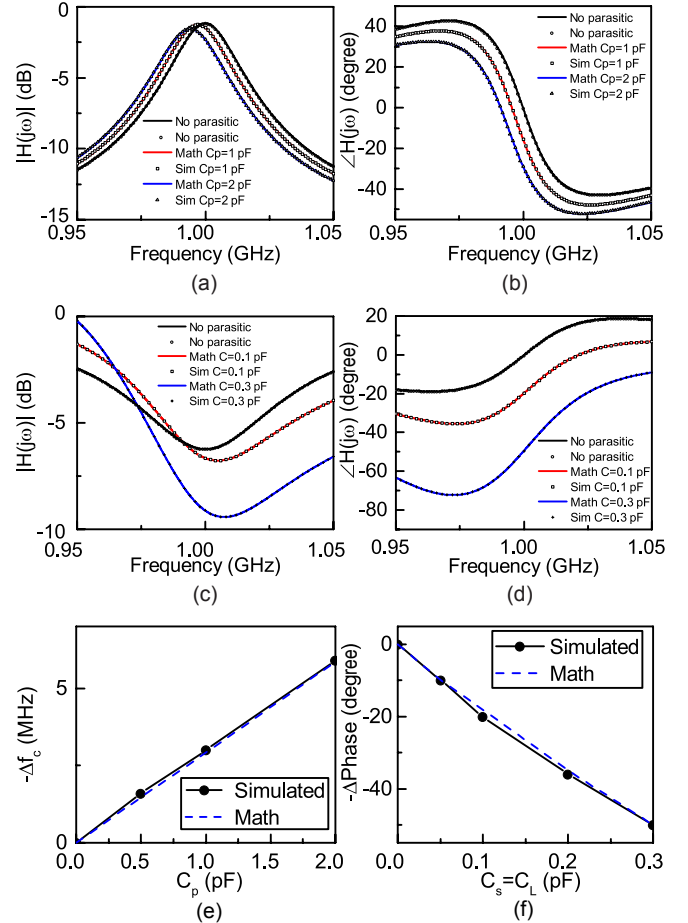 |H(jω)| (dB)
0
-5
-10
-15
No parasitic
No parasitic
Math Cp=1 pF
Sim Cp=1 pF
Math Cp=2 pF
Sim Cp=2 pF
0.95 1.00 1.05
Frequency (GHz)
(a)
∠H(jω) (degree)
40
20
0
-20
-40
No parasitic
No parasitic
Math Cp=1 pF
Sim Cp=1 pF
Math Cp=2 pF
Sim Cp=2 pF
0.95 1.00 1.05
Frequency (GHz)
(b)
|H(jω)| (dB)
0
-5
-10
No parasitic
No parasitic
Math C=0.1 pF
Sim C=0.1 pF
Math C=0.3 pF
Sim C=0.3 pF
0.95 1.00 1.05
Frequency (GHz)
(c)
∠H(jω) (degree)
20
0
-20
-40
-60
-80
No parasitic
No parasitic
Math C=0.1 pF
Sim C=0.1 pF
Math C=0.3 pF
Sim C=0.3 pF
0.95 1.00 1.05
Frequency (GHz)
(d)
-Δfc (MHz)
5
0
Simulated
Math
0.0 0.5 1.0 1.5 2.0
Cp (pF)
(e)
-ΔPhase (degree)
0
-20
-40
Simulated
Math
0.0 0.1 0.2 0.3
Cs=CL (pF)
(f)